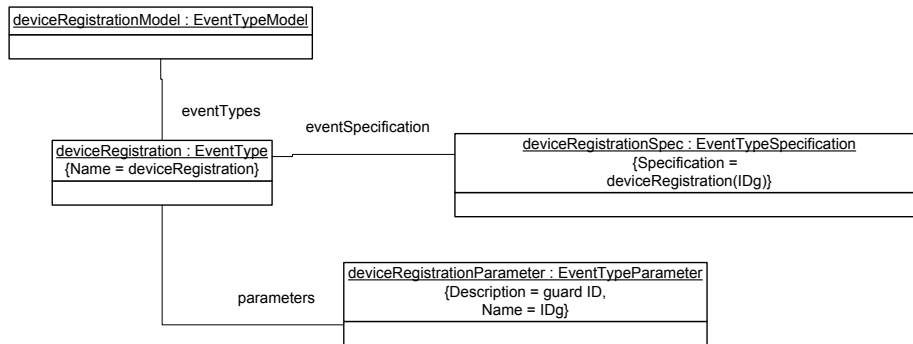 deviceRegistrationModel : EventTypeModel
eventTypes
eventSpecification
deviceRegistration : EventType
{Name = deviceRegistration}
deviceRegistrationSpec : EventTypeSpecification
{Specification =
deviceRegistration(IDg)}
parameters
deviceRegistrationParameter : EventTypeParameter
{Description = guard ID,
Name = IDg}